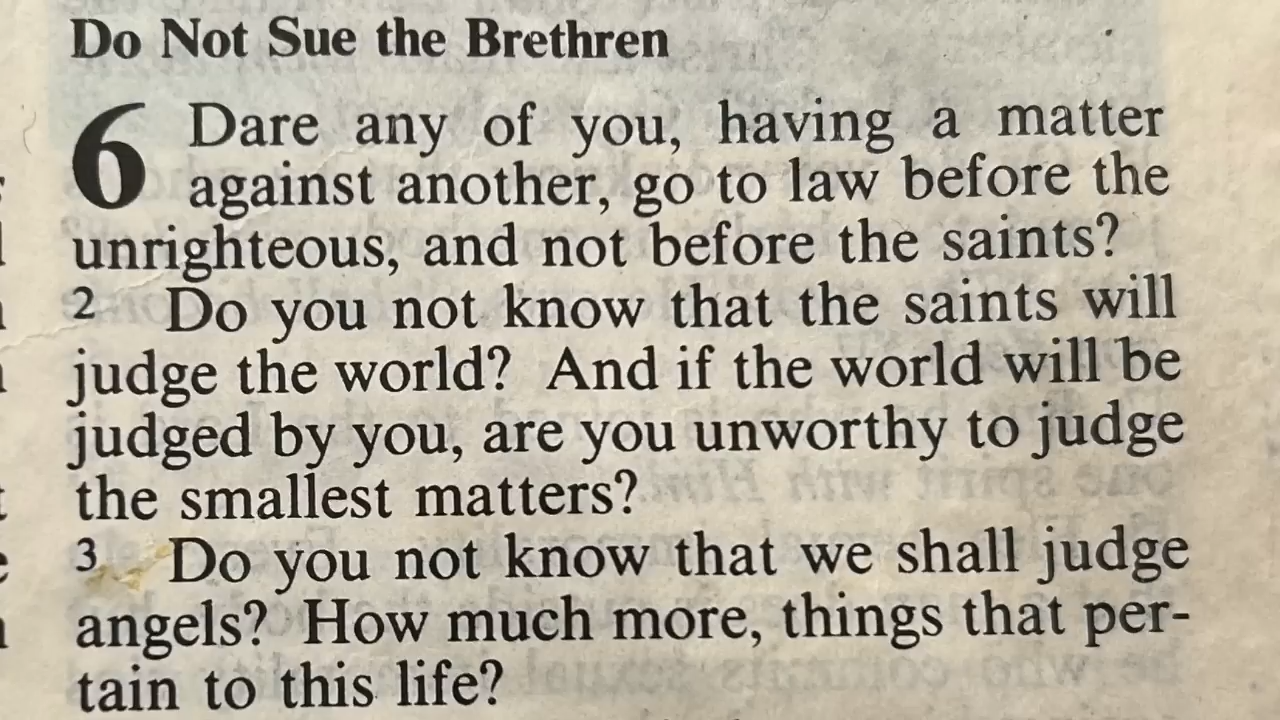 Do Not Sue the Brethren
6 Dare any of you, having a matter
against another, go to law before the
unrighteous, and not before the saints?
2 Do you not know that the saints will
judge the world? And if the world will be
judged by you, are you unworthy to judge
the smallest matters?
3 Do you not know that we shall judge
angels? How much more, things that per-
tain to this life?